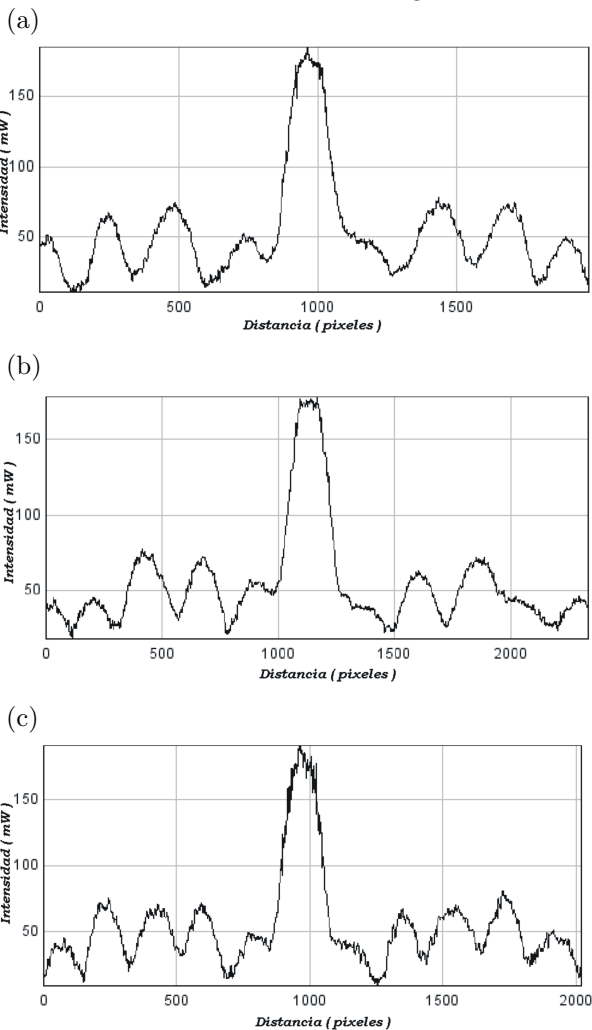 (a)
150
100
50
Intensidad ( mW )
0 500 1000 1500
Distancia ( pixeles )
(b)
150
100
50
Intensidad ( mW )
0 500 1000 1500 2000
Distancia ( pixeles )
(c)
150
100
50
Intensidad ( mW )
0 500 1000 1500 2000
Distancia ( pixeles )